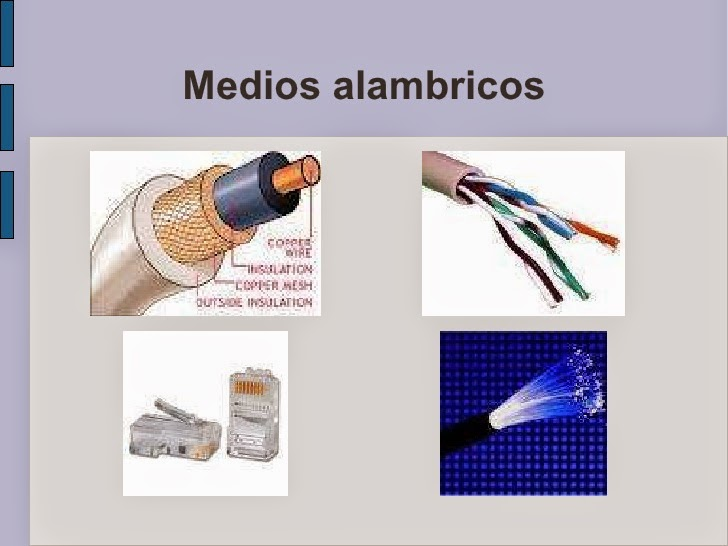 Medios alambricos
COPPER
WIRE
INSULATION
COPPER MESH
OUTSIDE INSULATION